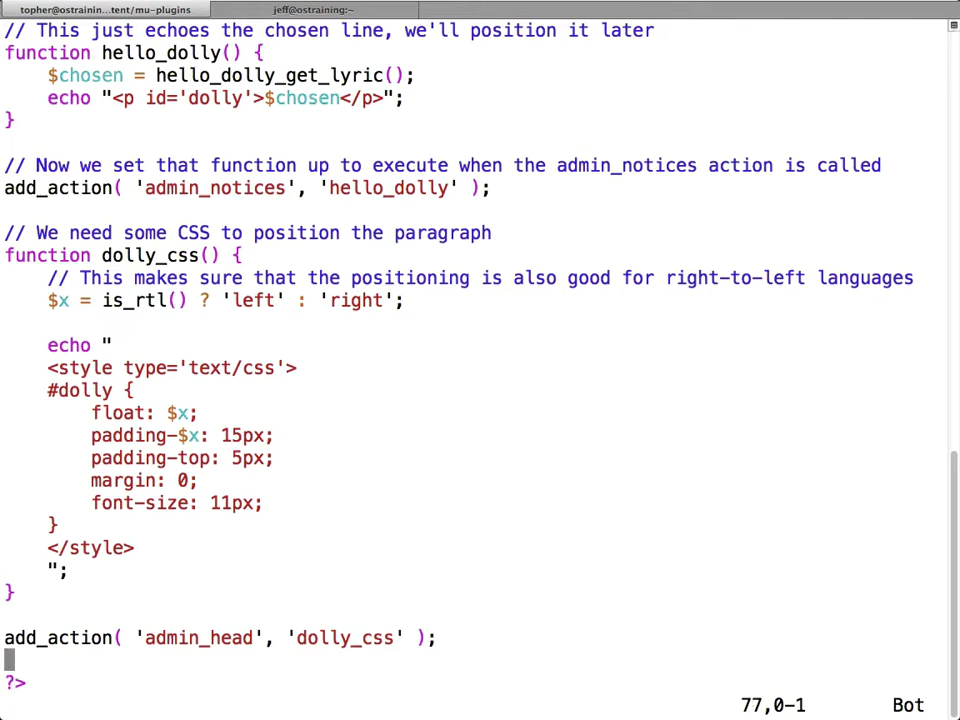 topher@ostrainin...tent/mu-plugins
jeff@ostraining:~
// This just echoes the chosen line, we'll position it later
function hello_dolly() {
    $chosen = hello_dolly_get_lyric();
    echo "<p id='dolly'>$chosen</p>";
}
// Now we set that function up to execute when the admin_notices action is called
add_action( 'admin_notices', 'hello_dolly' );
// We need some CSS to position the paragraph
function dolly_css() {
    // This makes sure that the positioning is also good for right-to-left languages
    $x = is_rtl() ? 'left' : 'right';
    echo "
    <style type='text/css'>
    #dolly {
        float: $x;
        padding-$x: 15px;
        padding-top: 5px;
        margin: 0;
        font-size: 11px;
    }
    </style>
    ";
}
add_action( 'admin_head', 'dolly_css' );
?>
77,0-1 Bot